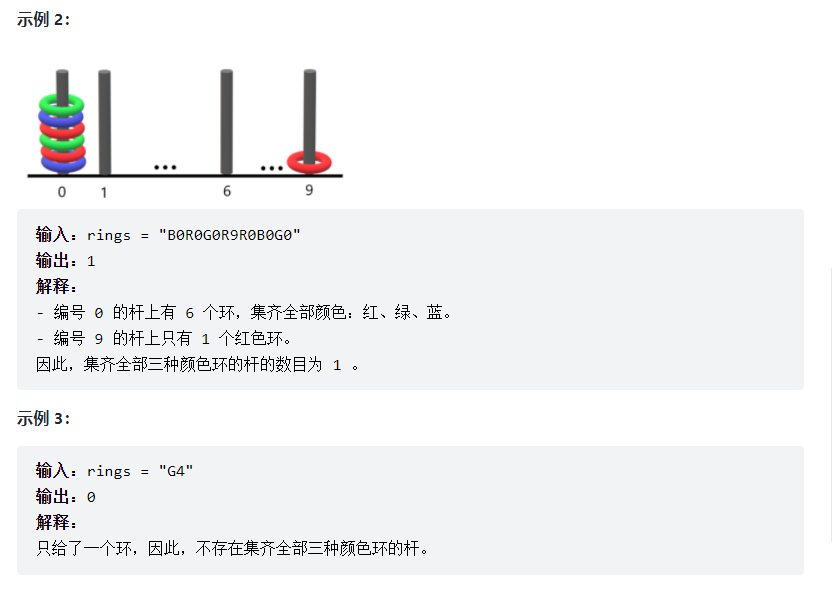 示例 2：
0 1 ... 6 ... 9
输入：rings = "B0R0G0R9R0B0G0"
输出：1
解释：
- 编号 0 的杆上有 6 个环，集齐全部颜色：红、绿、蓝。
- 编号 9 的杆上只有 1 个红色环。
因此，集齐全部三种颜色环的杆的数目为 1 。
示例 3：
输入：rings = "G4"
输出：0
解释：
只给了一个环，因此，不存在集齐全部三种颜色环的杆。